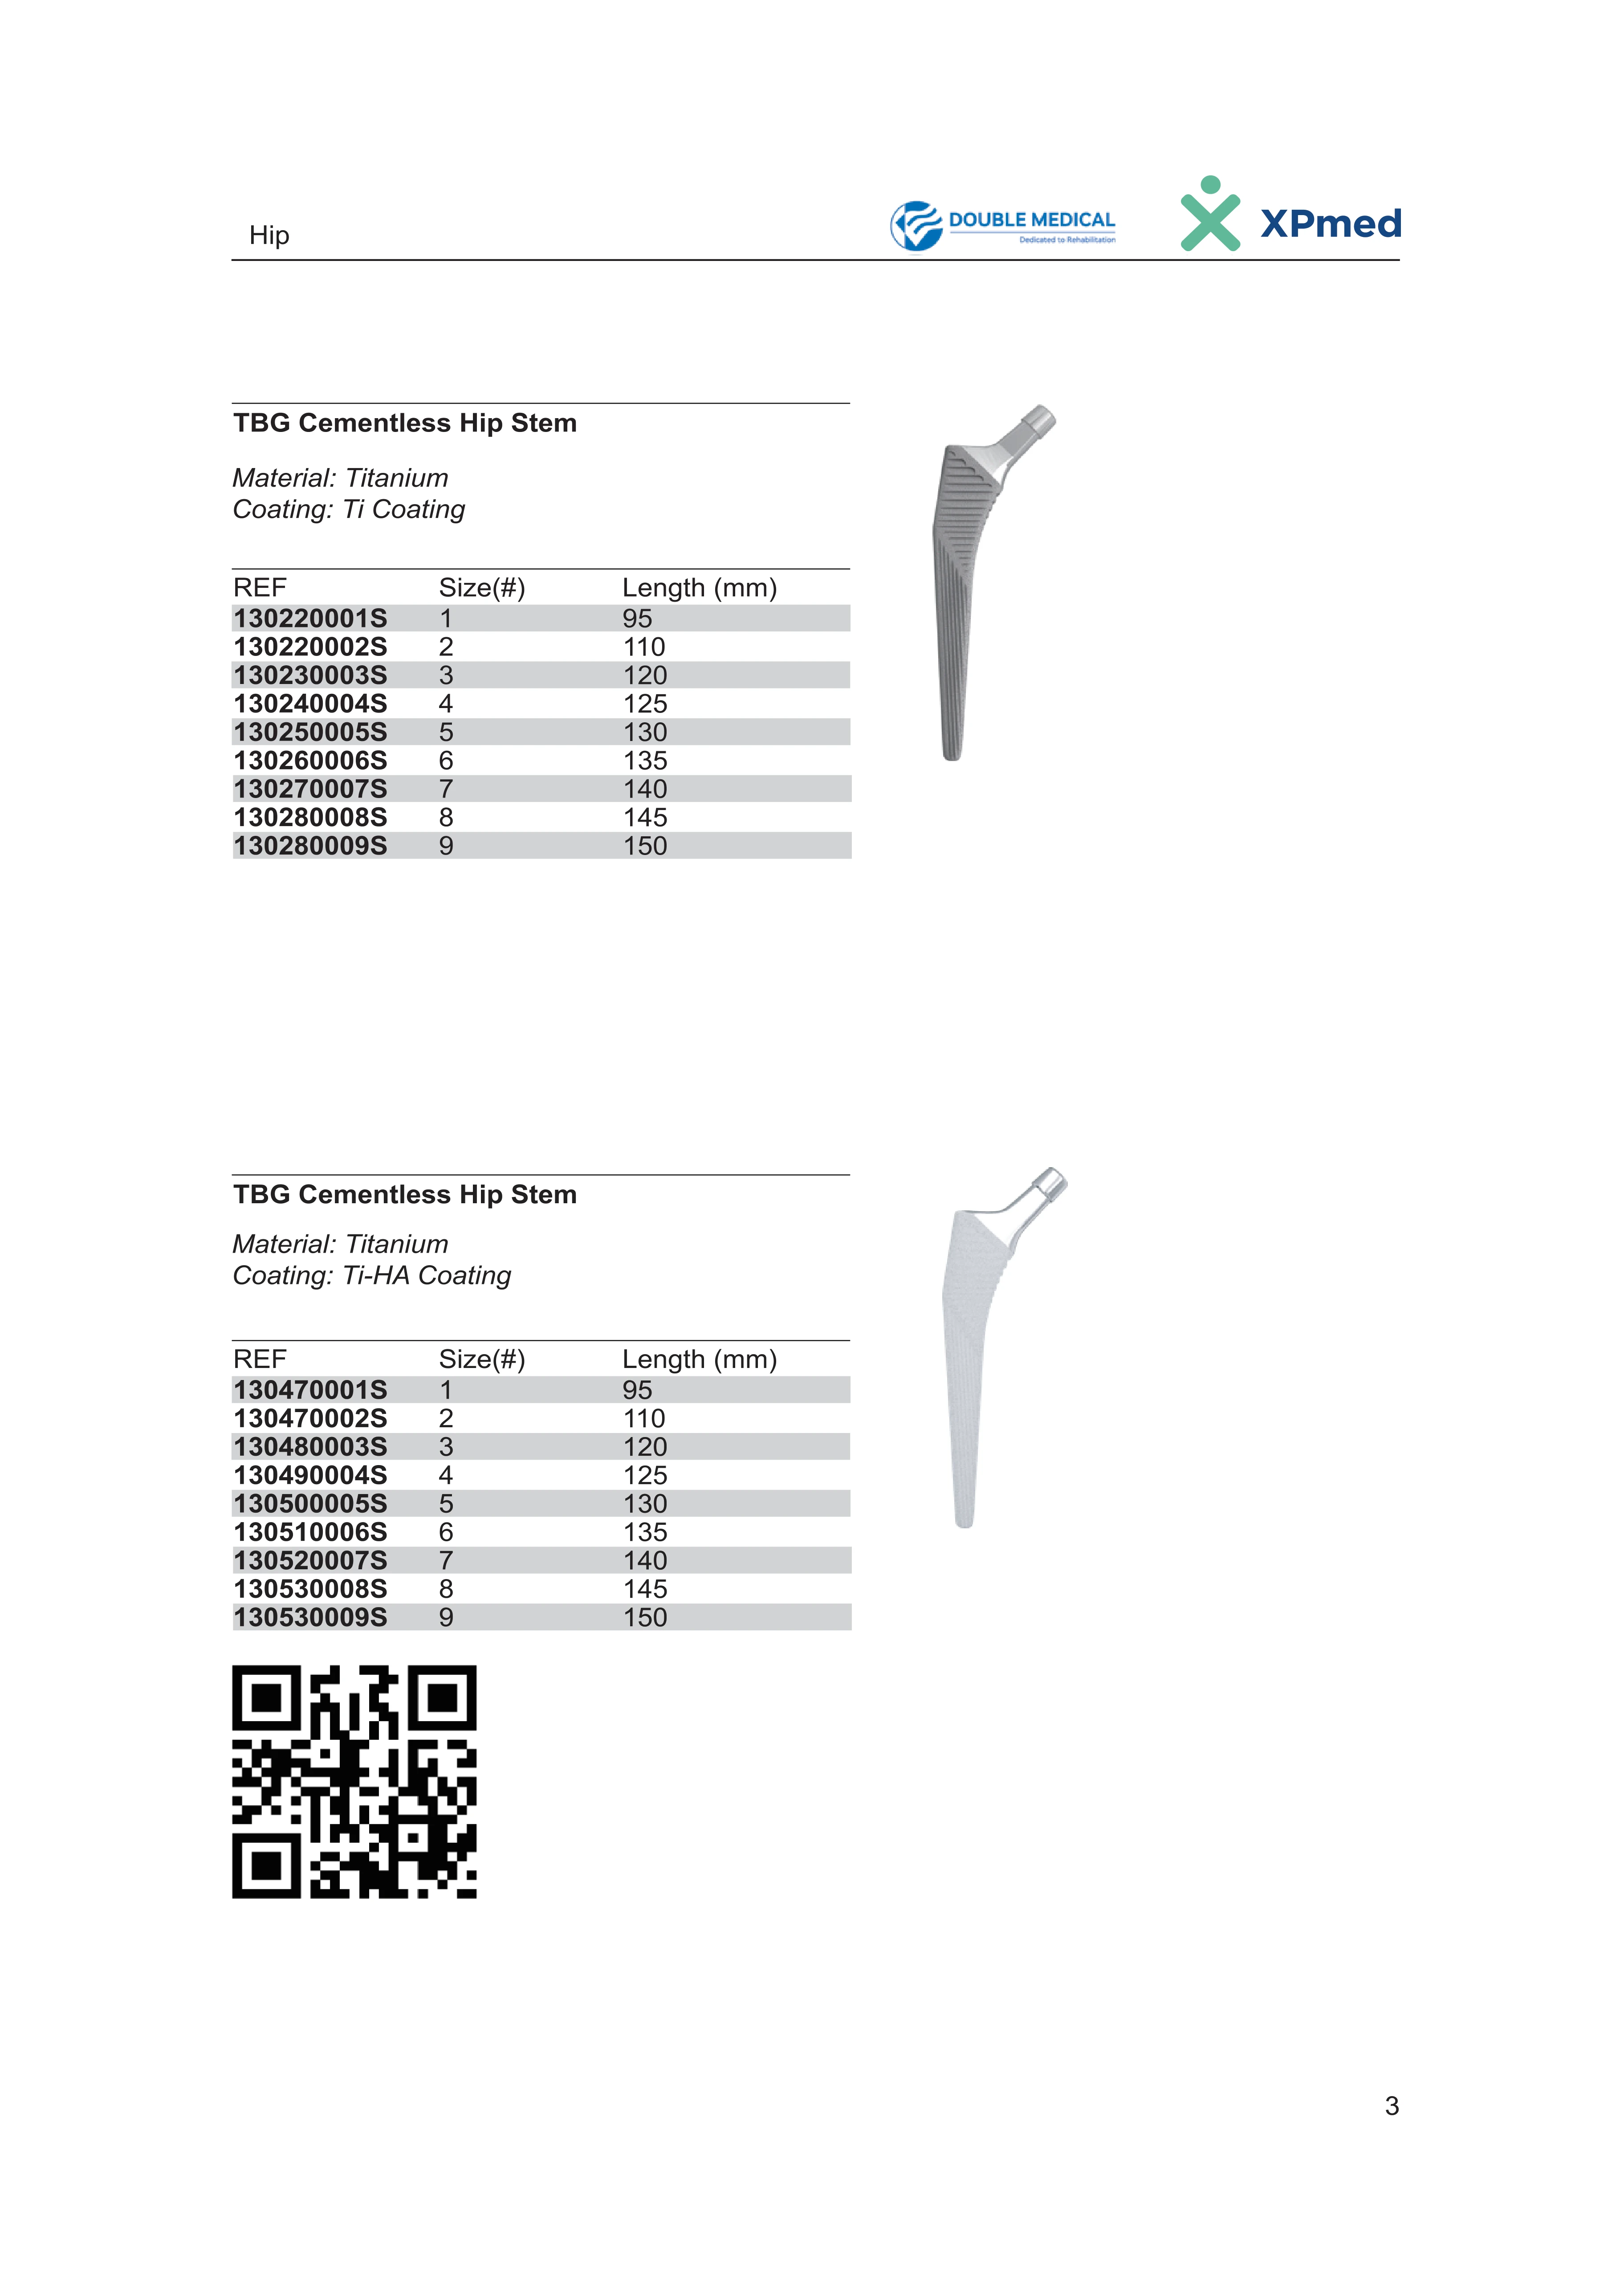 Hip
DOUBLE MEDICAL
Dedicated to Rehabilitation
XPmed
TBG Cementless Hip Stem
Material: Titanium
Coating: Ti Coating
REF Size(#) Length (mm)
130220001S 1 95
130220002S 2 110
130230003S 3 120
130240004S 4 125
130250005S 5 130
130260006S 6 135
130270007S 7 140
130280008S 8 145
130280009S 9 150
TBG Cementless Hip Stem
Material: Titanium
Coating: Ti-HA Coating
REF Size(#) Length (mm)
130470001S 1 95
130470002S 2 110
130480003S 3 120
130490004S 4 125
130500005S 5 130
130510006S 6 135
130520007S 7 140
130530008S 8 145
130530009S 9 150
3